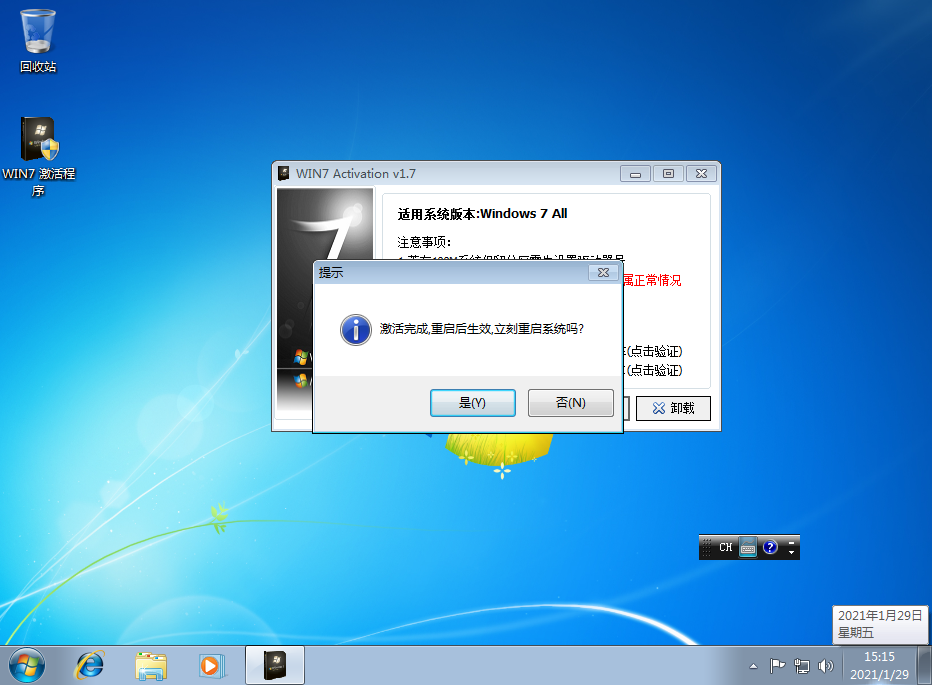 回收站
WIN7 激活程
序
WIN7 Activation v1.7
适用系统版本:Windows 7 All
注意事项:
属正常情况
提示
激活完成,重启后生效,立刻重启系统吗?
(点击验证)
(点击验证)
是(Y)
否(N)
卸载
CH
2021年1月29日
星期五
15:15
2021/1/29